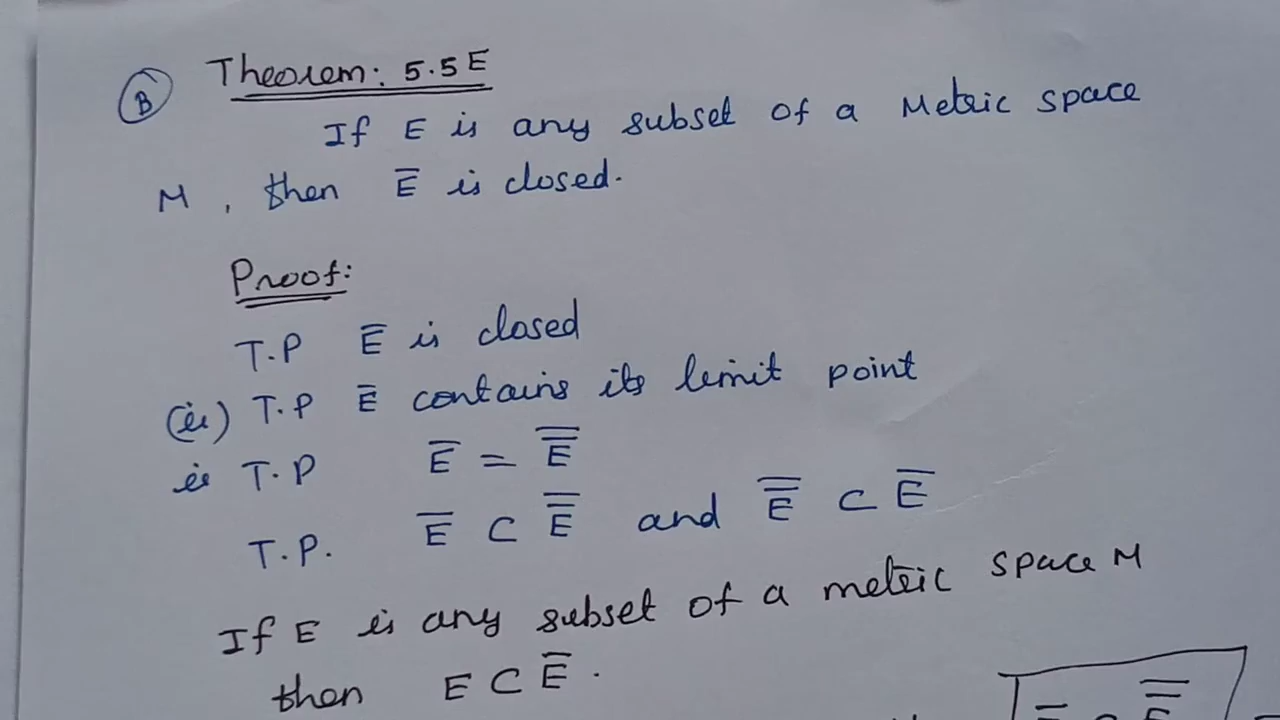 B Theorem: 5.5E
If E is any subset of a Metric space
M, then E̅ is closed.
Proof:
T.P E̅ is closed
(ie) T.P E̅ contains its limit point
ie T.P E̅ = E̿
T.P. E̅ ⊂ E̿ and E̿ ⊂ E̅
If E is any subset of a metric space M
then E ⊂ E̅.